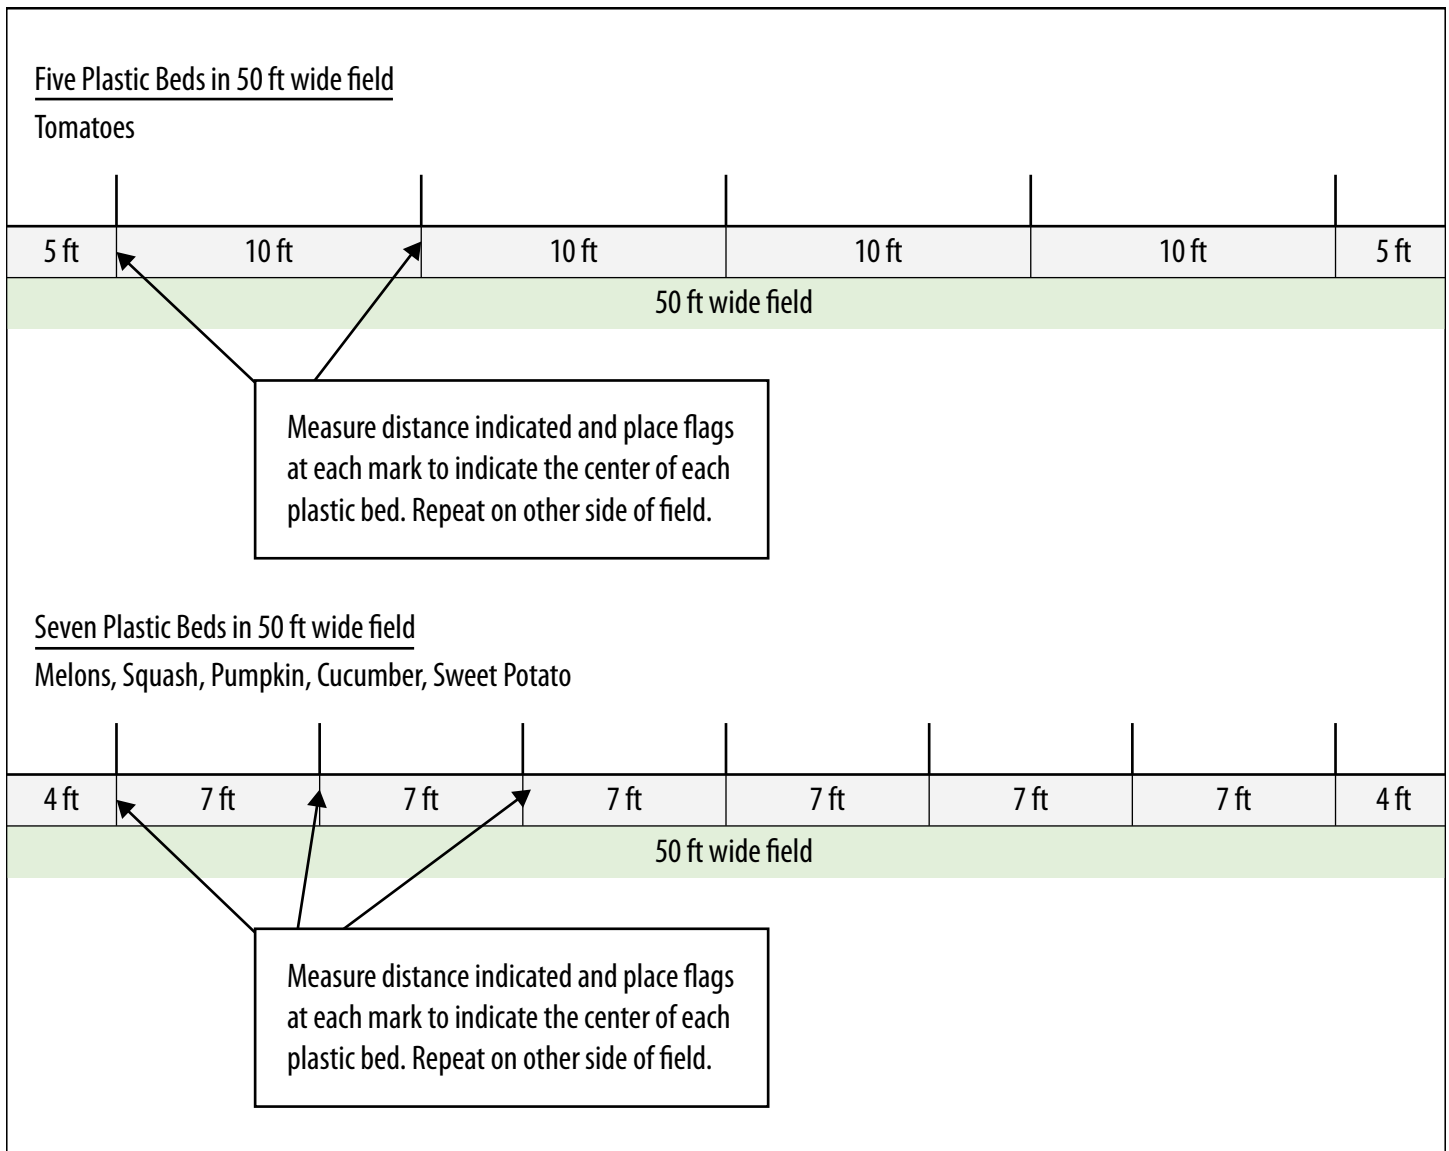 Five Plastic Beds in 50 ft wide field
Tomatoes
5 ft 10 ft 10 ft 10 ft 10 ft 5 ft
50 ft wide field
Measure distance indicated and place flags
at each mark to indicate the center of each
plastic bed. Repeat on other side of field.
Seven Plastic Beds in 50 ft wide field
Melons, Squash, Pumpkin, Cucumber, Sweet Potato
4 ft 7 ft 7 ft 7 ft 7 ft 7 ft 7 ft 4 ft
50 ft wide field
Measure distance indicated and place flags
at each mark to indicate the center of each
plastic bed. Repeat on other side of field.